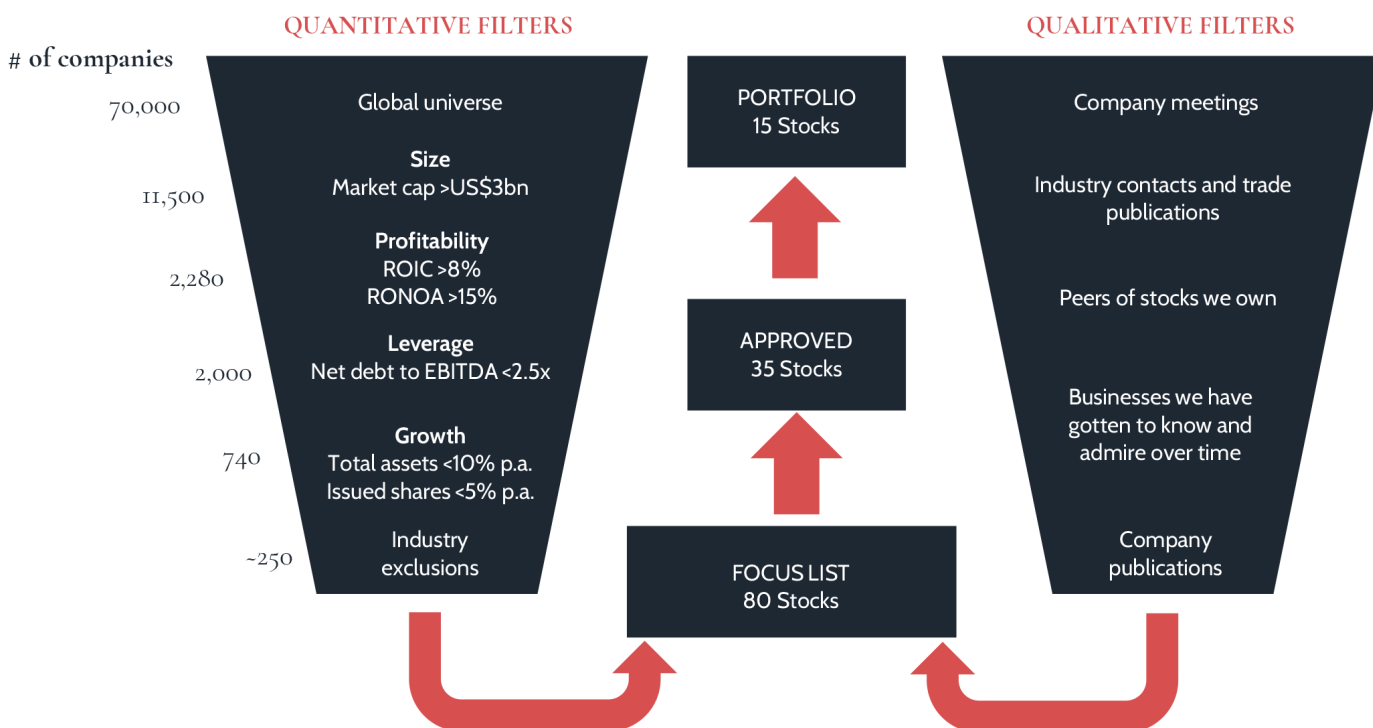 QUANTITATIVE FILTERS
# of companies
70,000
Global universe
11,500
Size
Market cap >US$3bn
2,280
Profitability
ROIC >8%
RONOA >15%
2,000
Leverage
Net debt to EBITDA <2.5x
740
Growth
Total assets <10% p.a.
Issued shares <5% p.a.
~250
Industry
exclusions
PORTFOLIO
15 Stocks
APPROVED
35 Stocks
FOCUS LIST
80 Stocks
QUALITATIVE FILTERS
Company meetings
Industry contacts and trade
publications
Peers of stocks we own
Businesses we have
gotten to know and
admire over time
Company
publications